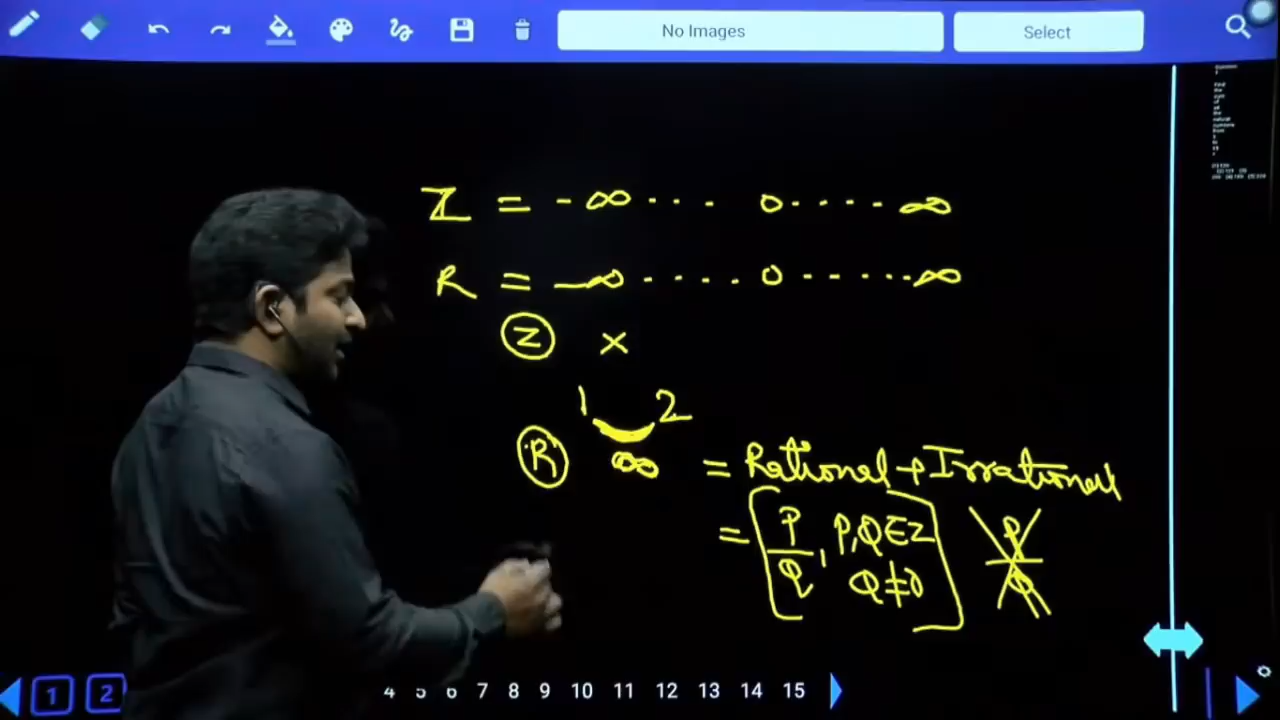 No Images
Select
Z = - ∞ . . . 0 . . . . ∞
R = - ∞ . . . . 0 . . . . . . ∞
Z ×
1 2
R ∞ = Rational + Irrational
= [ P/Q , P,Q ∈ Z P/Q
Q ≠ 0 ]
1 2 4 5 6 7 8 9 10 11 12 13 14 15